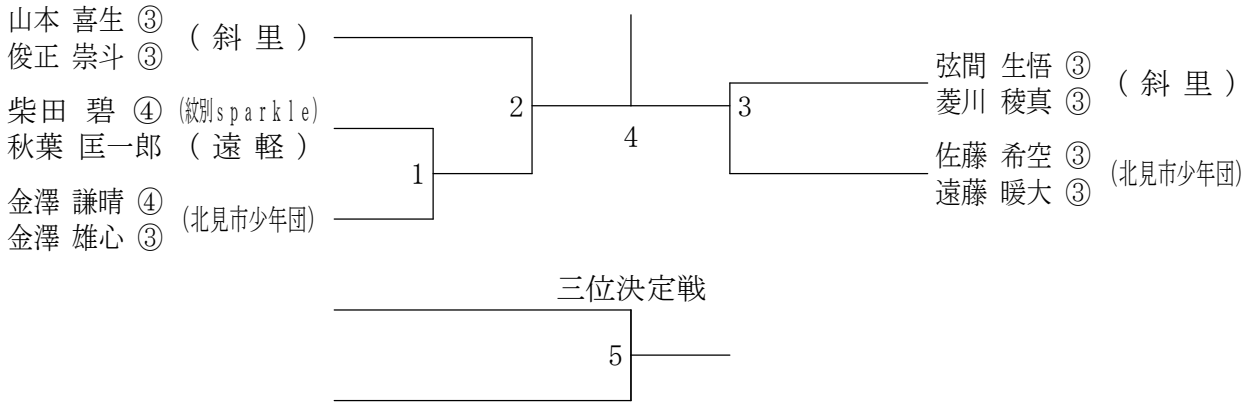 山本 喜生 ③
俊正 崇斗 ③
( 斜 里 )
柴田 碧 ④ (紋別sparkle)
秋葉 匡一郎 ( 遠 軽 )
金澤 謙晴 ④
金澤 雄心 ③
(北見市少年団)
1
2
4
3
弦間 生悟 ③
菱川 稜真 ③
( 斜 里 )
佐藤 希空 ③
遠藤 暖大 ③
(北見市少年団)
三位決定戦
5